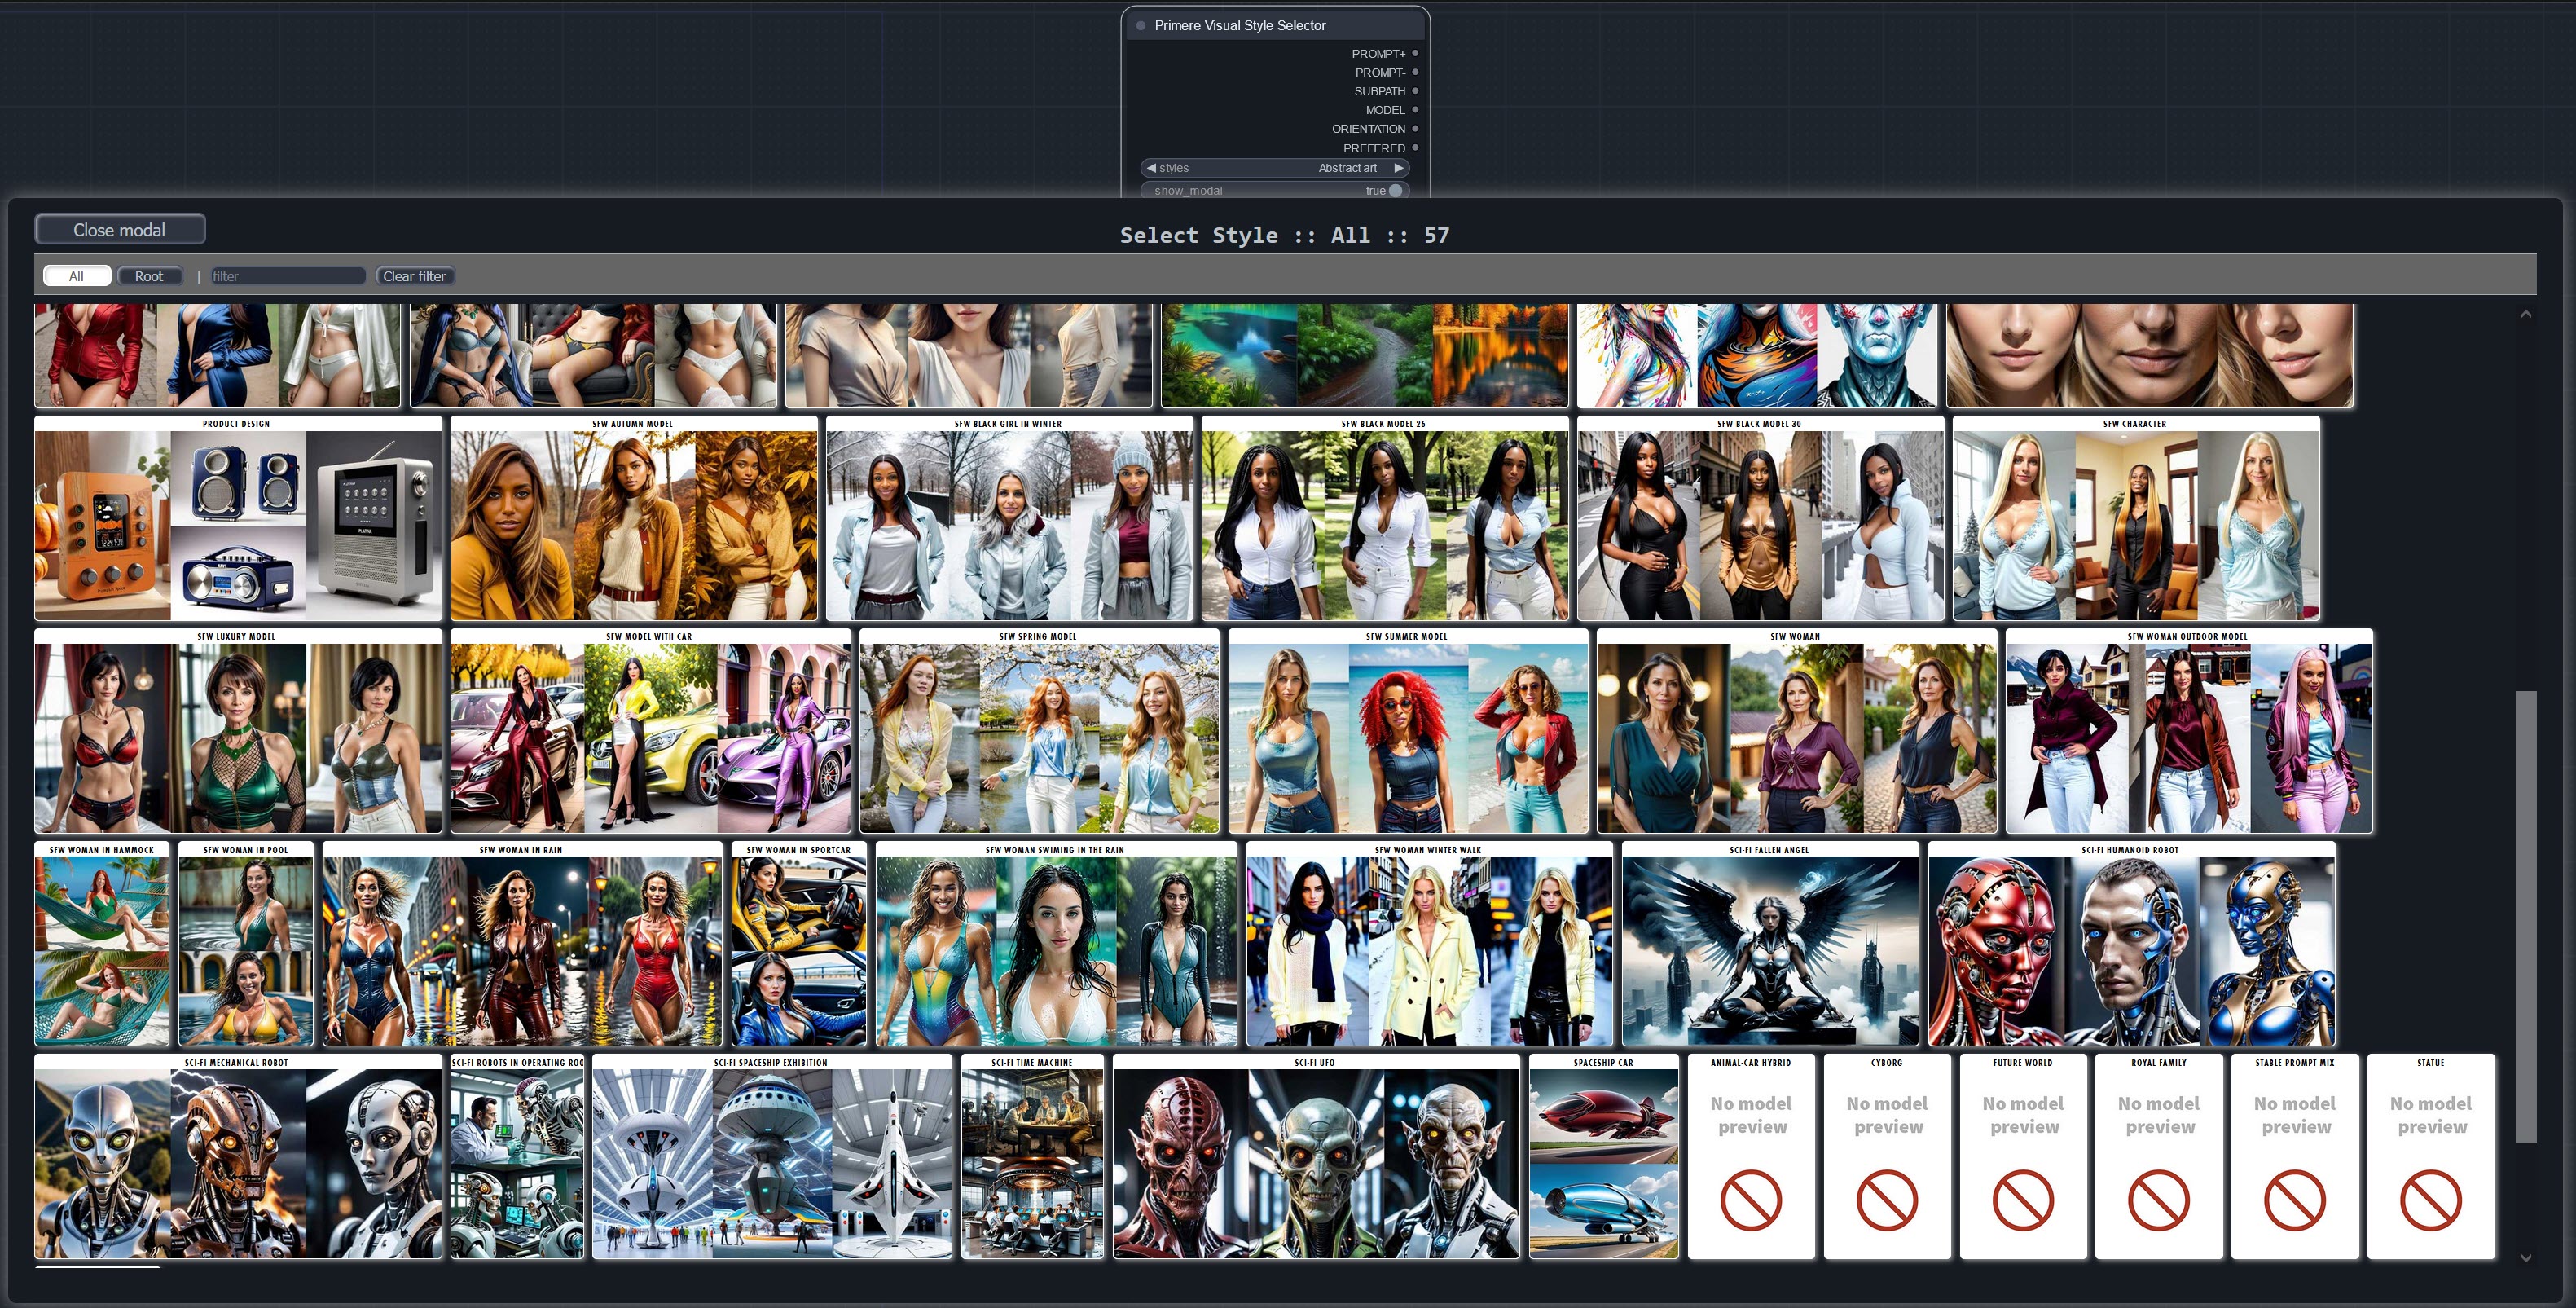 Primere Visual Style Selector
PROMPT+
PROMPT-
SUBPATH
MODEL
ORIENTATION
PREFERED
styles Abstract art
show_modal true
Close modal
Select Style :: All :: 57
All Root | filter Clear filter
PRODUCT DESIGN
SFW AUTUMN MODEL
SFW BLACK GIRL IN WINTER
SFW BLACK MODEL 26
SFW BLACK MODEL 30
SFW CHARACTER
SFW LUXURY MODEL
SFW MODEL WITH CAR
SFW SPRING MODEL
SFW SUMMER MODEL
SFW WOMAN
SFW WOMAN OUTDOOR MODEL
SFW WOMAN IN HAMMOCK
SFW WOMAN IN POOL
SFW WOMAN IN RAIN
SFW WOMAN IN SPORTCAR
SFW WOMAN SWIMING IN THE RAIN
SFW WOMAN WINTER WALK
SCI-FI FALLEN ANGEL
SCI-FI HUMANOID ROBOT
SCI-FI MECHANICAL ROBOT
SCI-FI ROBOTS IN OPERATING ROO
SCI-FI SPACESHIP EXHIBITION
SCI-FI TIME MACHINE
SCI-FI UFO
SPACESHIP CAR
ANIMAL-CAR HYBRID
No model
preview
CYBORG
No model
preview
FUTURE WORLD
No model
preview
ROYAL FAMILY
No model
preview
STABLE PROMPT MIX
No model
preview
STATUE
No model
preview